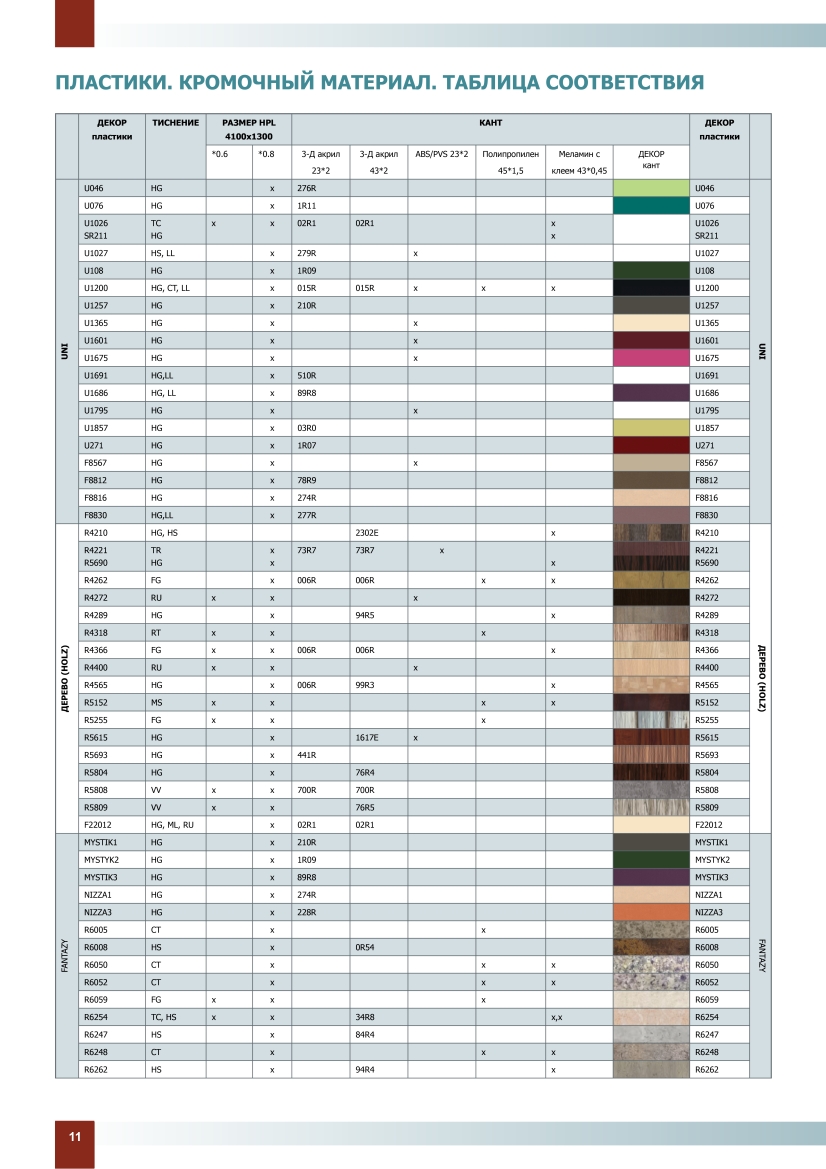 ПЛАСТИКИ. КРОМОЧНЫЙ МАТЕРИАЛ. ТАБЛИЦА СООТВЕТСТВИЯ
ДЕКОР пластики ТИСНЕНИЕ РАЗМЕР HPL 4100х1300 КАНТ ДЕКОР пластики
*0.6 *0.8 3-Д акрил 23*2 3-Д акрил 43*2 ABS/PVS 23*2 Полипропилен 45*1,5 Меламин с клеем 43*0,45 ДЕКОР кант
UNI
U046 HG x 276R U046
U076 HG x 1R11 U076
U1026 TC x x 02R1 02R1 x U1026
SR211 HG x SR211
U1027 HS, LL x 279R x U1027
U108 HG x 1R09 U108
U1200 HG, CT, LL x 015R 015R x x x U1200
U1257 HG x 210R U1257
U1365 HG x x U1365
U1601 HG x x U1601
U1675 HG x x U1675
U1691 HG,LL x 510R U1691
U1686 HG, LL x 89R8 U1686
U1795 HG x x U1795
U1857 HG x 03R0 U1857
U271 HG x 1R07 U271
F8567 HG x x F8567
F8812 HG x 78R9 F8812
F8816 HG x 274R F8816
F8830 HG,LL x 277R F8830
UNI
ДЕРЕВО (HOLZ)
R4210 HG, HS 2302E x R4210
R4221 TR x 73R7 73R7 x R4221
R5690 HG x x R5690
R4262 FG x 006R 006R x x R4262
R4272 RU x x x R4272
R4289 HG 94R5 x R4289
R4318 RT x x x R4318
R4366 FG x x 006R 006R x R4366
R4400 RU x x x R4400
R4565 HG 006R 99R3 x R4565
R5152 MS x x x x R5152
R5255 FG x x x R5255
R5615 HG x 1617E x R5615
R5693 HG x 441R R5693
R5804 HG x 76R4 R5804
R5808 VV x x 700R 700R R5808
R5809 VV x x 76R5 R5809
F22012 HG, ML, RU x 02R1 02R1 F22012
ДЕРЕВО (HOLZ)
FANTAZY
MYSTIK1 HG x 210R MYSTIK1
MYSTYK2 HG x 1R09 MYSTYK2
MYSTIK3 HG x 89R8 MYSTIK3
NIZZA1 HG x 274R NIZZA1
NIZZA3 HG x 228R NIZZA3
R6005 CT x x R6005
R6008 HS x 0R54 R6008
R6050 CT x x x R6050
R6052 CT x x x R6052
R6059 FG x x x R6059
R6254 TC, HS x x 34R8 x,x R6254
R6247 HS x 84R4 R6247
R6248 CT x x x R6248
R6262 HS x 94R4 x R6262
FANTAZY
11